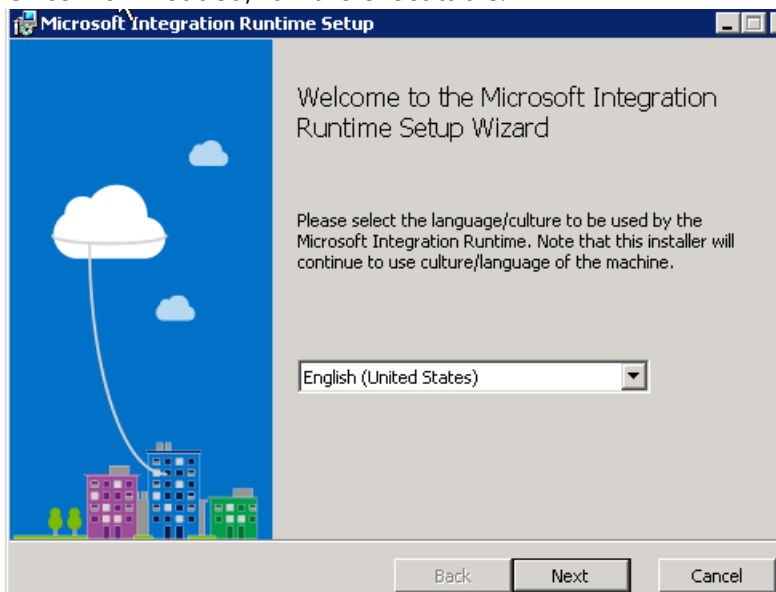 Microsoft Integration Runtime Setup
Welcome to the Microsoft Integration
Runtime Setup Wizard
Please select the language/culture to be used by the
Microsoft Integration Runtime. Note that this installer will
continue to use culture/language of the machine.
English (United States)
Back
Next
Cancel